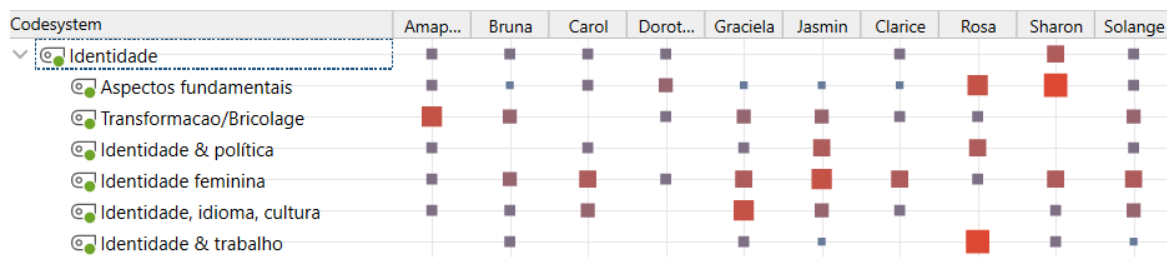 Codesystem Amap... Bruna Carol Dorot... Graciela Jasmin Clarice Rosa Sharon Solange
Identidade
Aspectos fundamentais
Transformacao/Bricolage
Identidade & política
Identidade feminina
Identidade, idioma, cultura
Identidade & trabalho